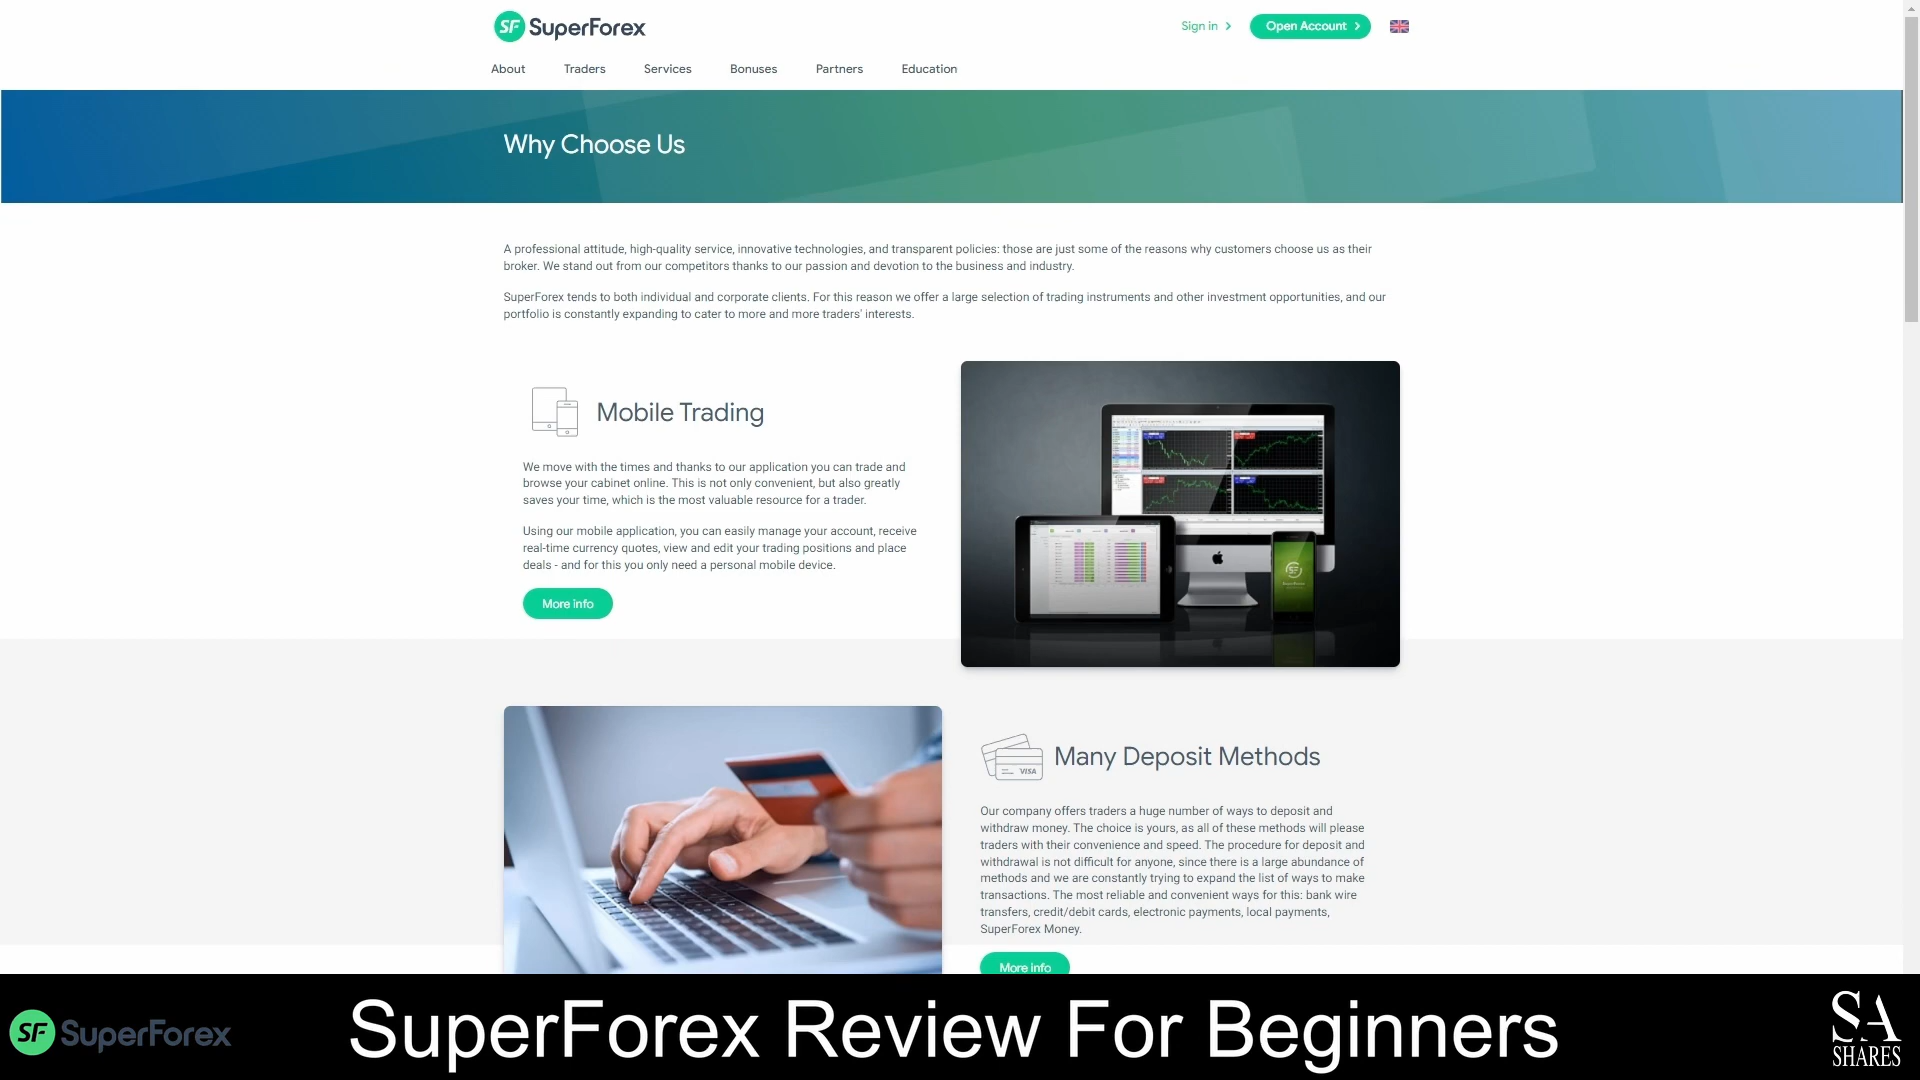 SF SuperForex
Sign in
Open Account
About
Traders
Services
Bonuses
Partners
Education
Why Choose Us
A professional attitude, high-quality service, innovative technologies, and transparent policies: those are just some of the reasons why customers choose us as their
broker. We stand out from our competitors thanks to our passion and devotion to the business and industry.
SuperForex tends to both individual and corporate clients. For this reason we offer a large selection of trading instruments and other investment opportunities, and our
portfolio is constantly expanding to cater to more and more traders' interests.
Mobile Trading
We move with the times and thanks to our application you can trade and
browse your cabinet online. This is not only convenient, but also greatly
saves your time, which is the most valuable resource for a trader.
Using our mobile application, you can easily manage your account, receive
real-time currency quotes, view and edit your trading positions and place
deals - and for this you only need a personal mobile device.
More info
SF
VISA
Many Deposit Methods
Our company offers traders a huge number of ways to deposit and
withdraw money. The choice is yours, as all of these methods will please
traders with their convenience and speed. The procedure for deposit and
withdrawal is not difficult for anyone, since there is a large abundance of
methods and we are constantly trying to expand the list of ways to make
transactions. The most reliable and convenient ways for this: bank wire
transfers, credit/debit cards, electronic payments, local payments,
SuperForex Money.
More info
SF SuperForex
SuperForex Review For Beginners
SA
SHARES